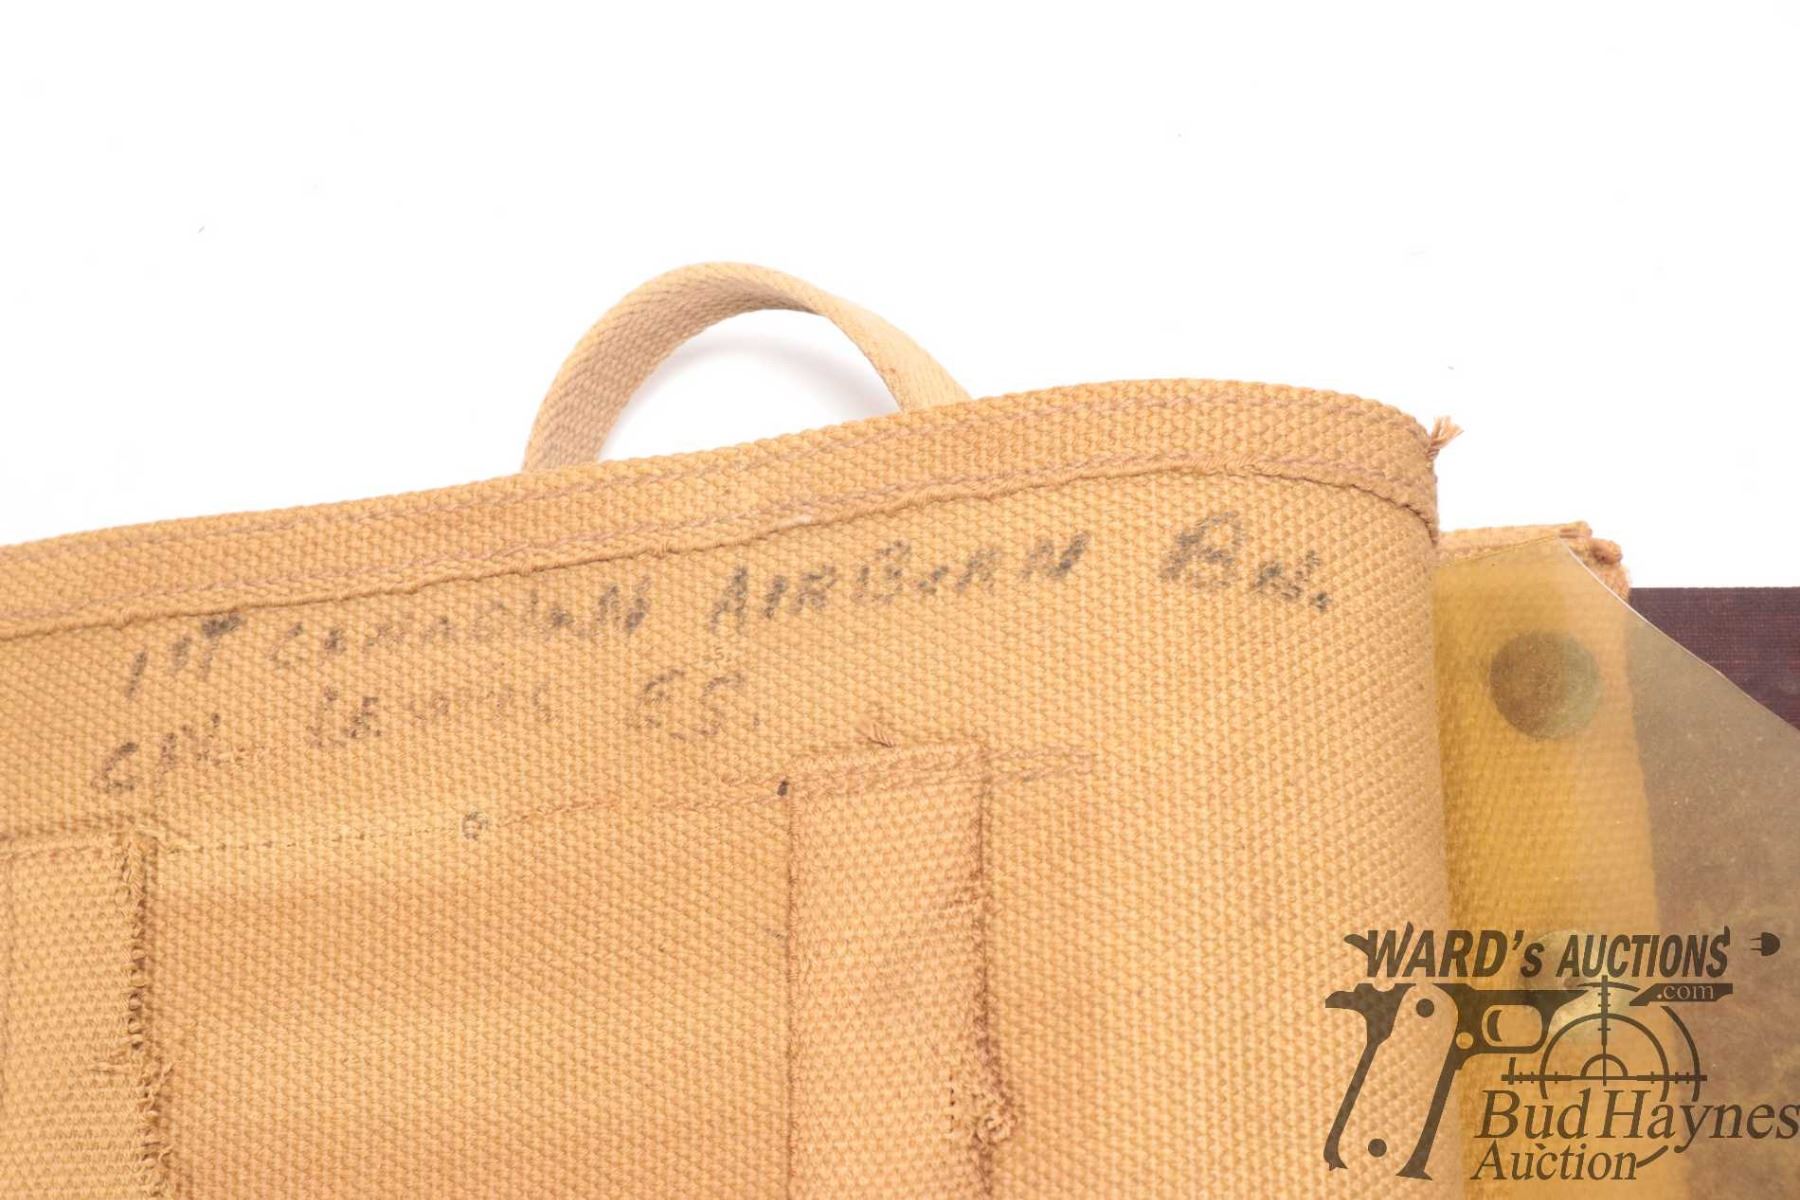 1ST CANADIAN AIRBORN BN.
WARD's AUCTIONS
.com
Bud Haynes
Auction